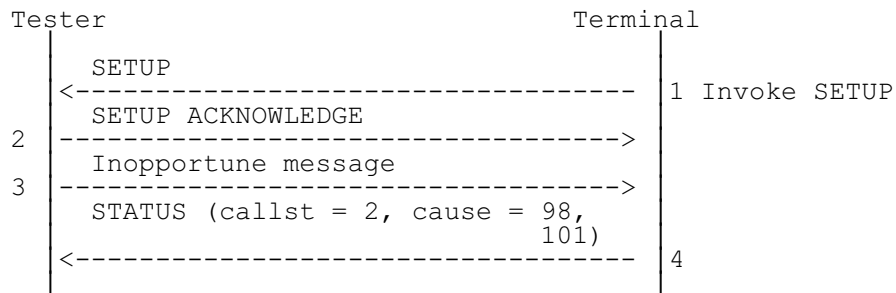 Tester Terminal
SETUP
<----------------------------------- 1 Invoke SETUP
SETUP ACKNOWLEDGE
2 ----------------------------------->
Inopportune message
3 ----------------------------------->
STATUS (callst = 2, cause = 98,
101)
<----------------------------------- 4